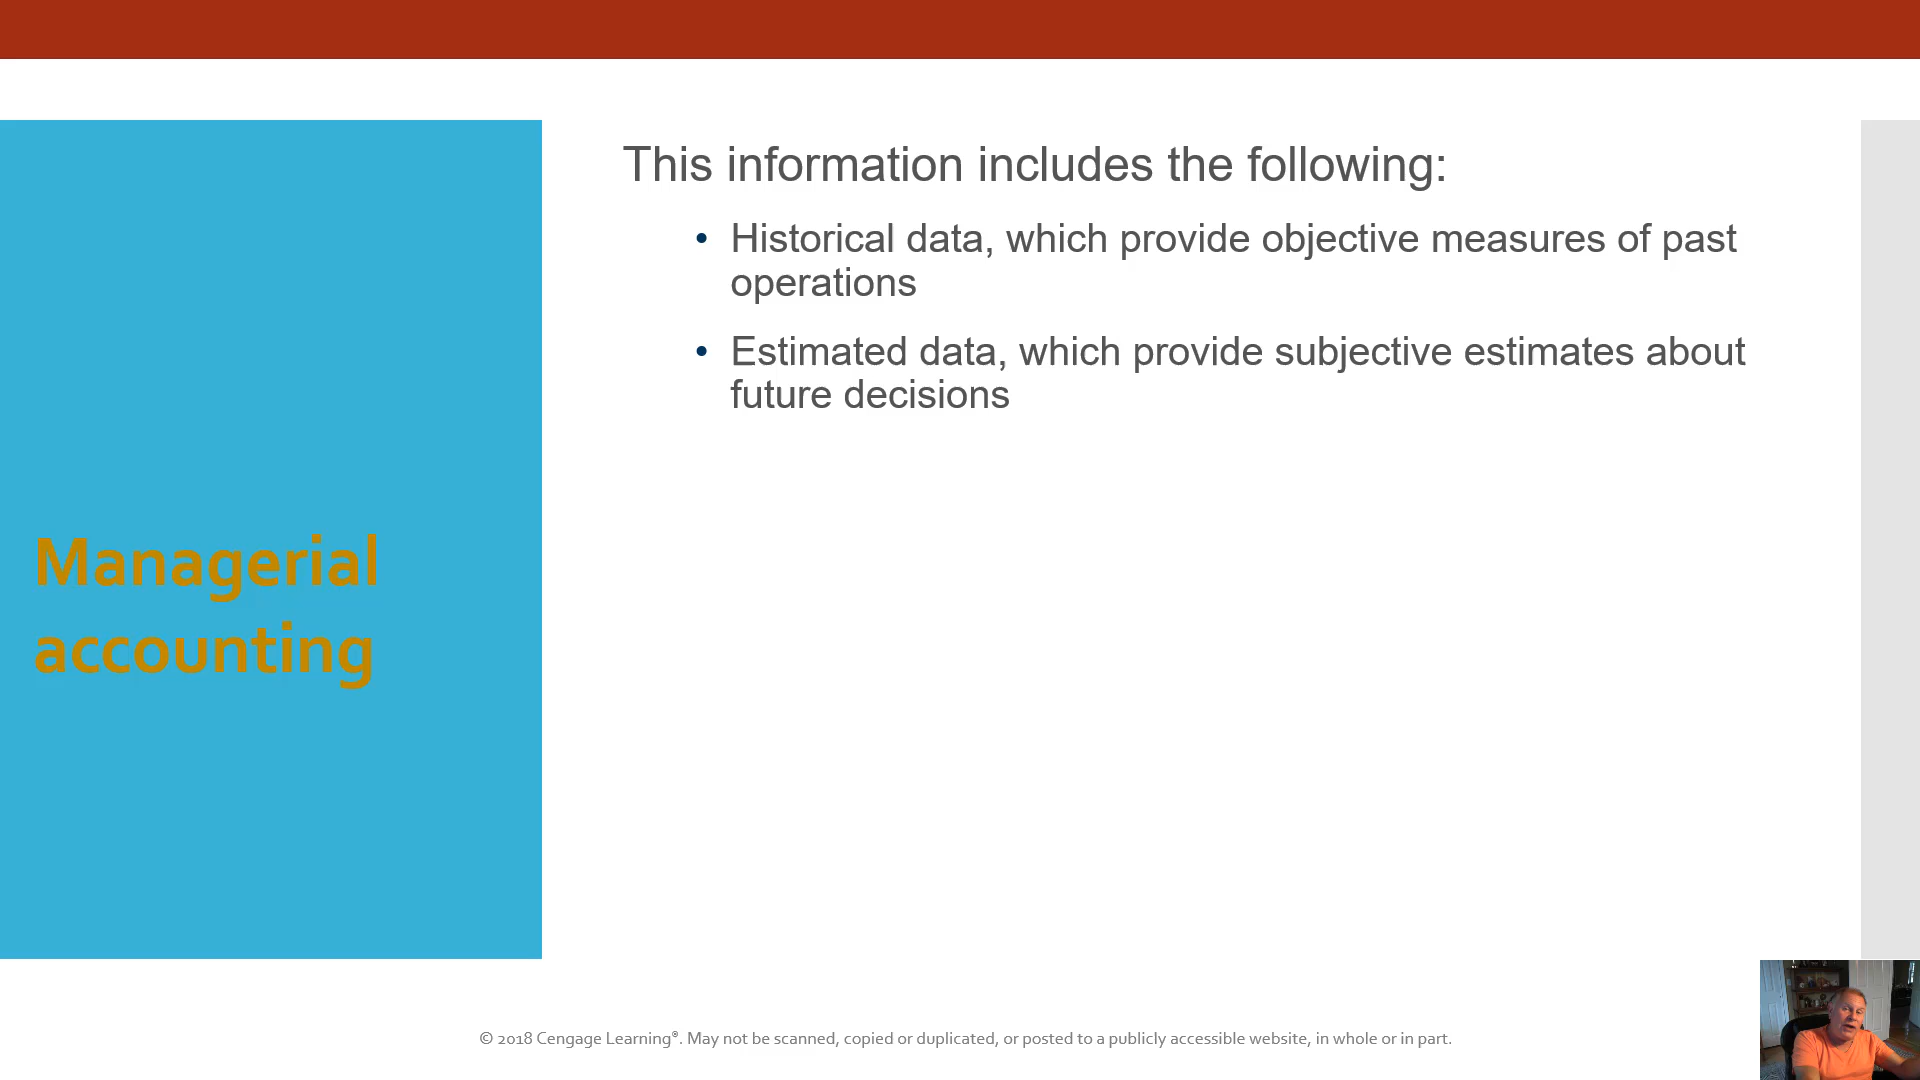 This information includes the following:
• Historical data, which provide objective measures of past
operations
• Estimated data, which provide subjective estimates about
future decisions
Managerial
accounting
© 2018 Cengage Learning®. May not be scanned, copied or duplicated, or posted to a publicly accessible website, in whole or in part.